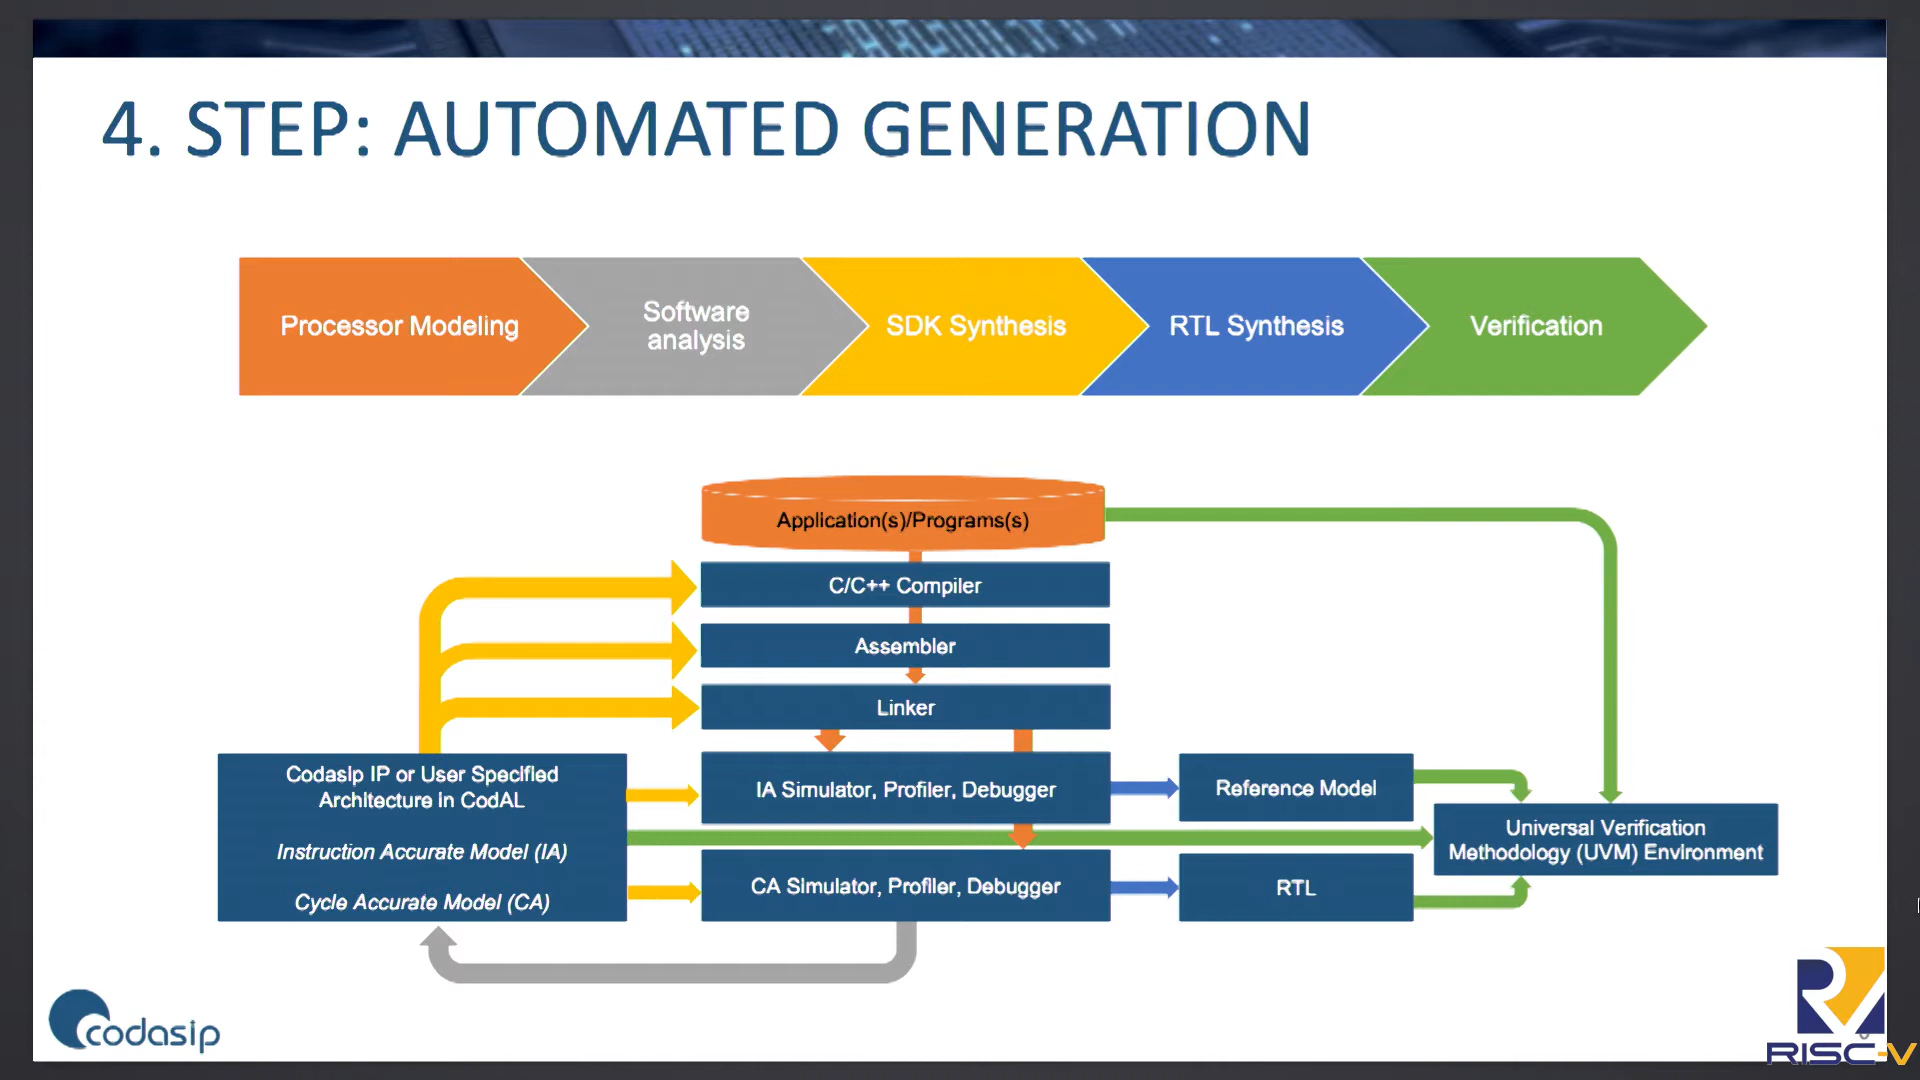 4. STEP: AUTOMATED GENERATION
Processor Modeling
Software
analysis
SDK Synthesis
RTL Synthesis
Verification
Application(s)/Programs(s)
C/C++ Compiler
Assembler
Linker
Codasip IP or User Specified
Architecture in CodAL
Instruction Accurate Model (IA)
Cycle Accurate Model (CA)
IA Simulator, Profiler, Debugger
CA Simulator, Profiler, Debugger
Reference Model
RTL
Universal Verification
Methodology (UVM) Environment
codasip
RISC-V